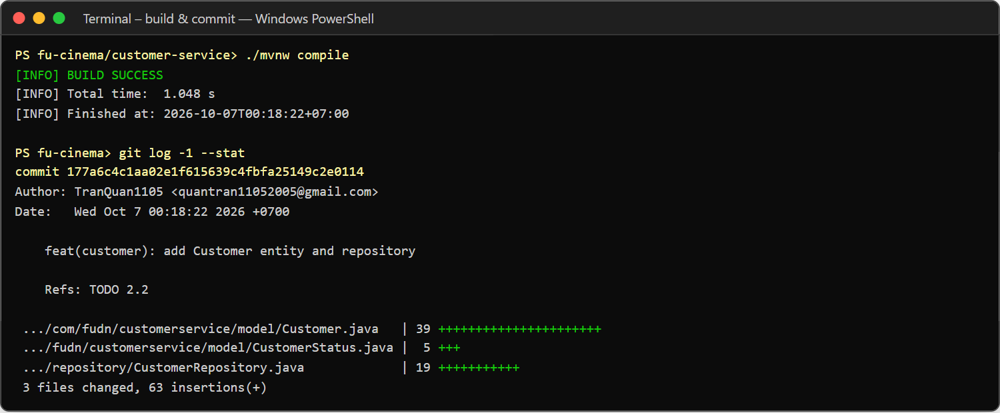 Terminal – build & commit — Windows PowerShell
PS fu-cinema/customer-service> ./mvnw compile
[INFO] BUILD SUCCESS
[INFO] Total time:  1.048 s
[INFO] Finished at: 2026-10-07T00:18:22+07:00
PS fu-cinema> git log -1 --stat
commit 177a6c4c1aa02e1f615639c4fbfa25149c2e0114
Author: TranQuan1105 <quantran11052005@gmail.com>
Date:   Wed Oct 7 00:18:22 2026 +0700
feat(customer): add Customer entity and repository
Refs: TODO 2.2
.../com/fudn/customerservice/model/Customer.java   | 39 ++++++++++++++++++++++
.../fudn/customerservice/model/CustomerStatus.java |  5 +++
.../repository/CustomerRepository.java             | 19 +++++++++++
3 files changed, 63 insertions(+)